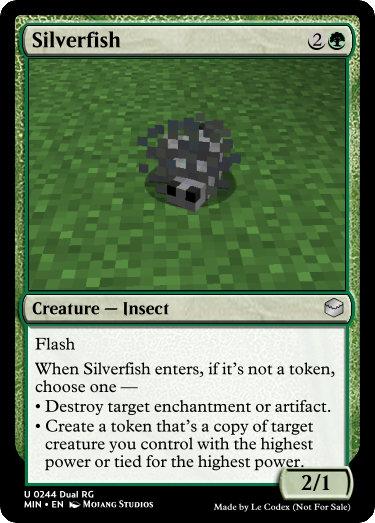 Silverfish 2
Creature — Insect
Flash
When Silverfish enters, if it's not a token,
choose one —
• Destroy target enchantment or artifact.
• Create a token that's a copy of target
creature you control with the highest
power or tied for the highest power.
2/1
U 0244 Dual RG
MIN • EN Mojang Studios
Made by Le Codex (Not For Sale)